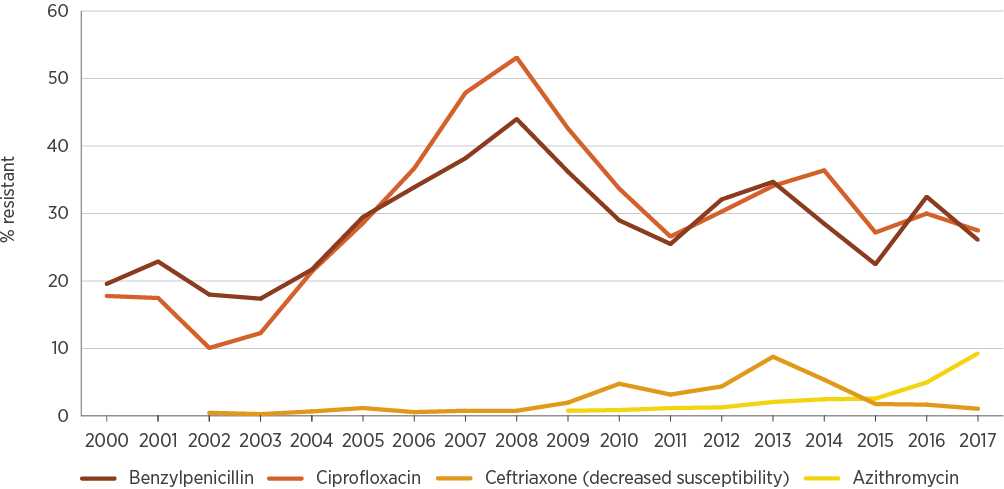 60
50
40
30
20
10
0
% resistant
2000 2001 2002 2003 2004 2005 2006 2007 2008 2009 2010 2011 2012 2013 2014 2015 2016 2017
Benzylpenicillin Ciprofloxacin Ceftriaxone (decreased susceptibility) Azithromycin